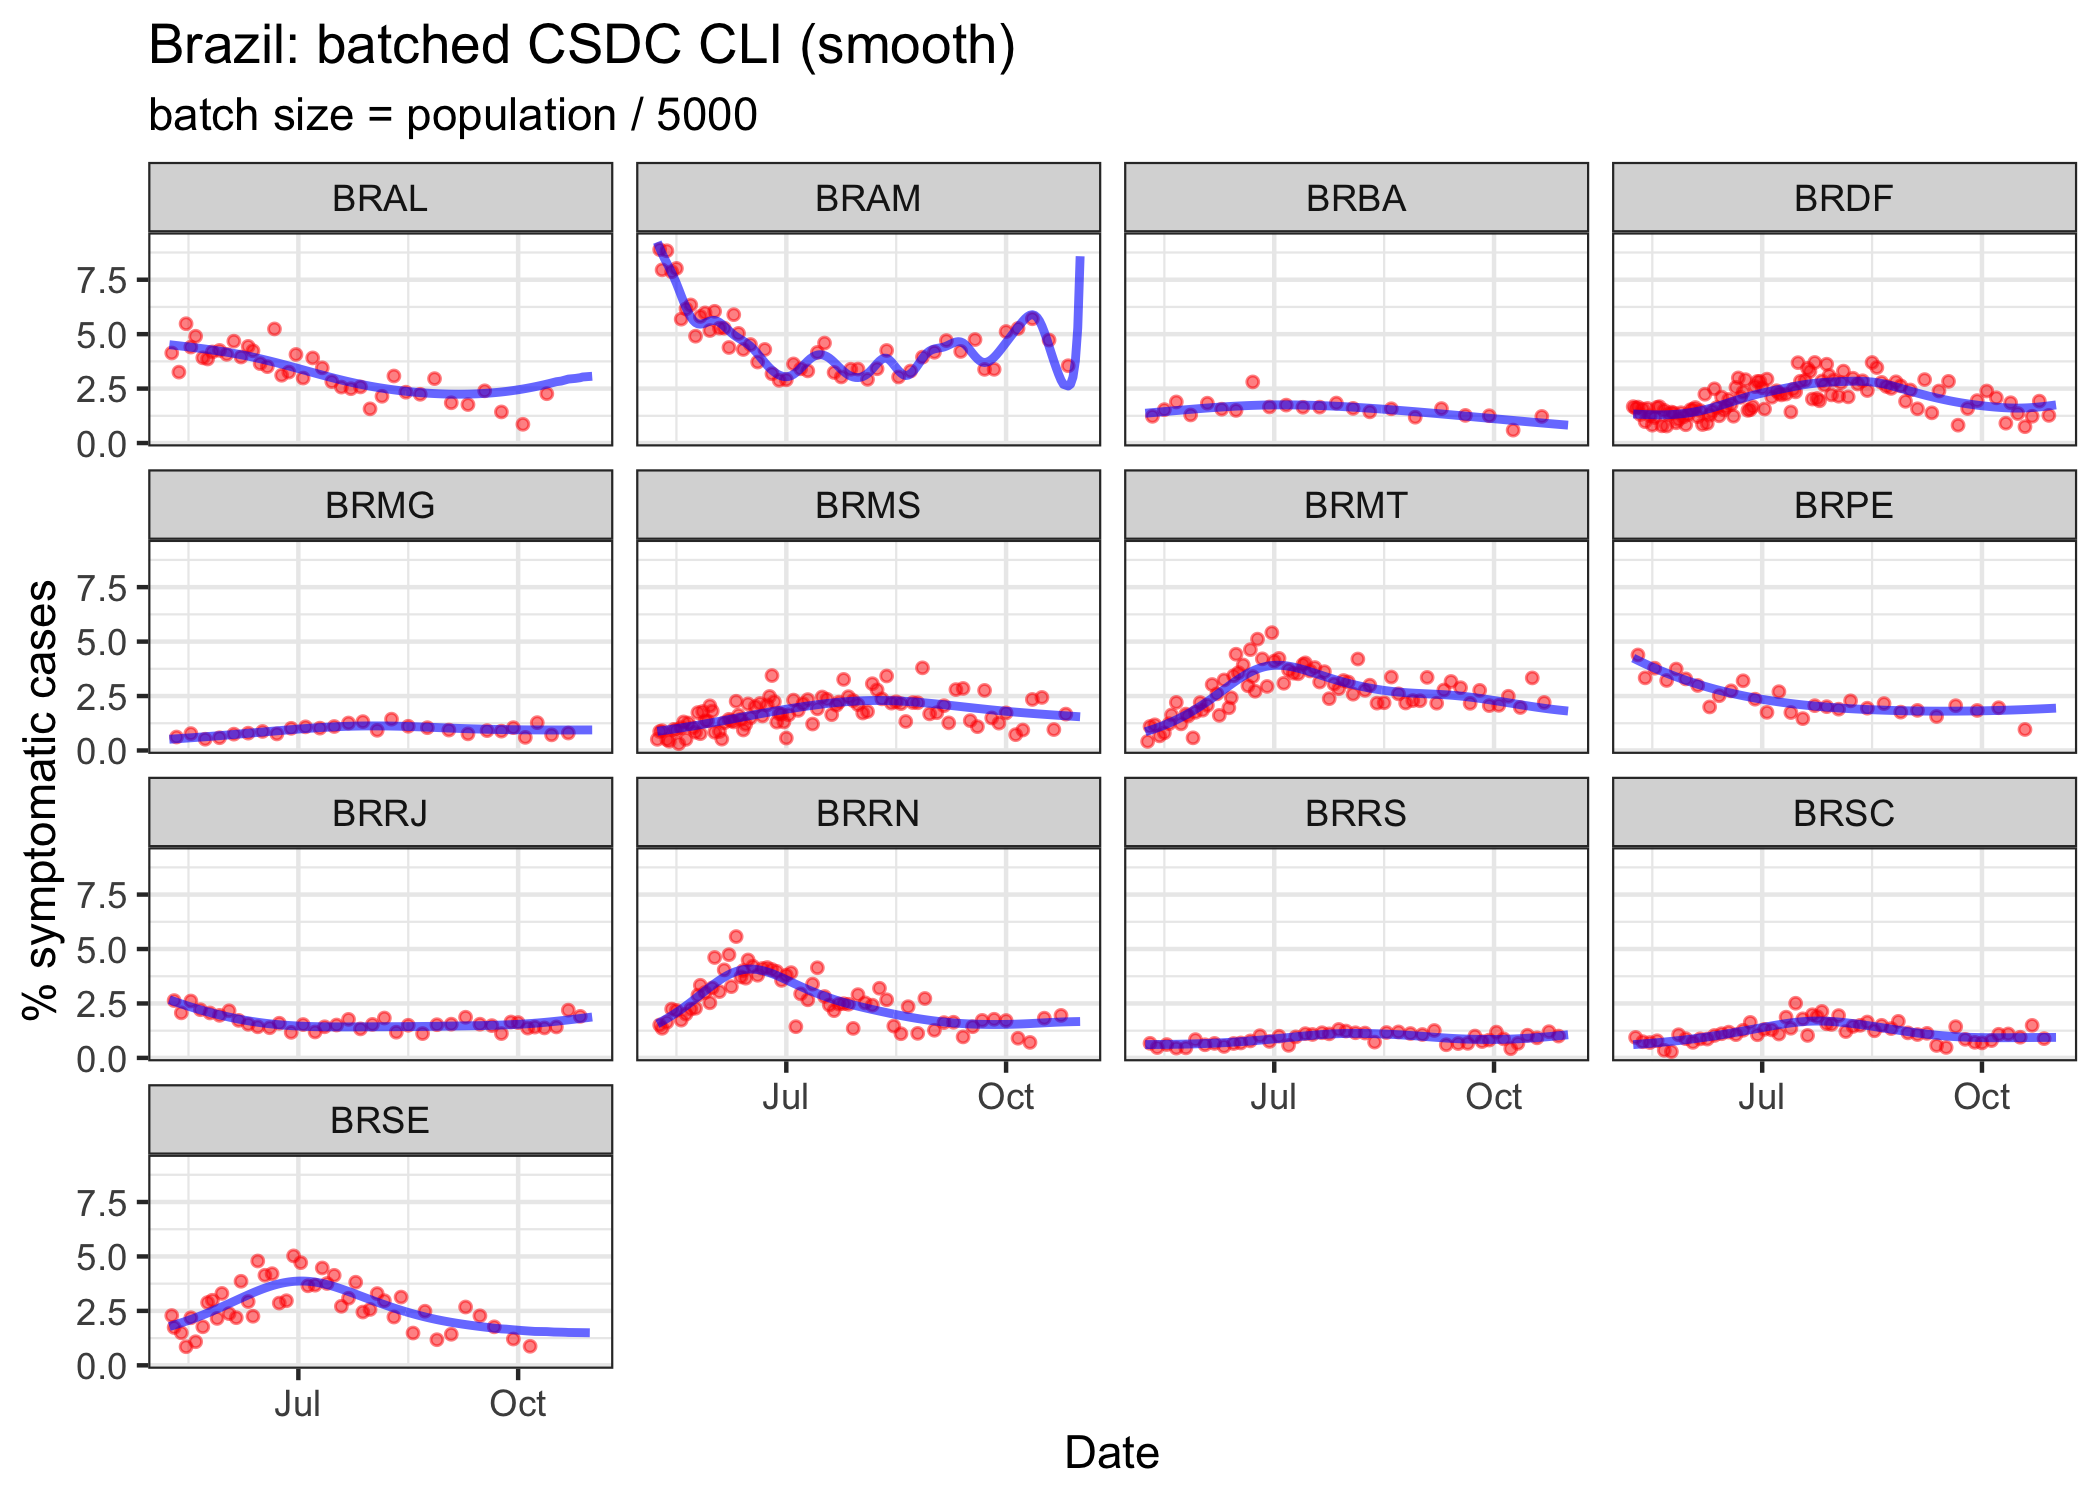 Brazil: batched CSDC CLI (smooth)
batch size = population / 5000
BRAL BRAM BRBA BRDF
7.5
5.0
2.5
0.0
BRMG BRMS BRMT BRPE
7.5
5.0
2.5
0.0
BRRJ BRRN BRRS BRSC
7.5
5.0
2.5
0.0
Jul Oct Jul Oct Jul Oct
BRSE
7.5
5.0
2.5
0.0
Jul Oct
% symptomatic cases
Date